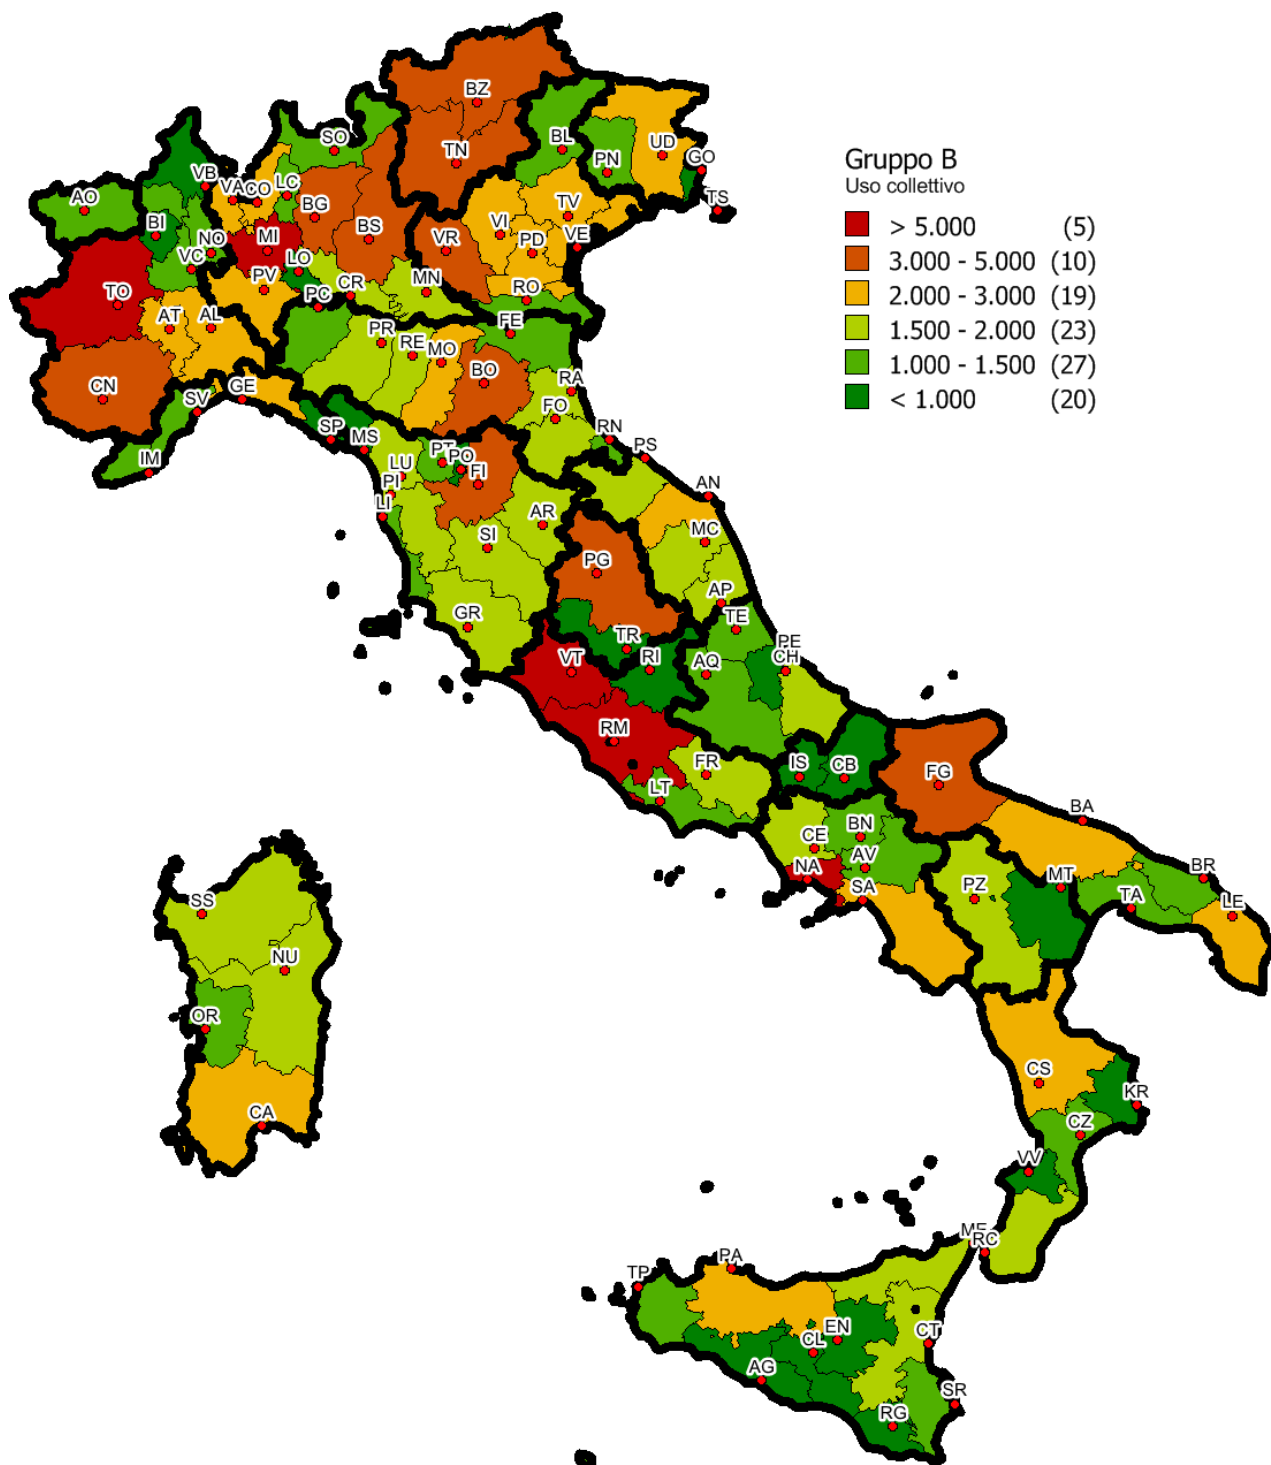 Gruppo B
Uso collettivo
> 5.000 (5)
3.000 - 5.000 (10)
2.000 - 3.000 (19)
1.500 - 2.000 (23)
1.000 - 1.500 (27)
< 1.000 (20)
BZ
SO
BL
UD
TN
PN
GO
VB
AO
VA
CO
LC
TS
BG
TV
BI
BS
VI
NO
MI
VR
PD
VE
VC
LO
PV
MN
TO
CR
RO
PC
AT
AL
FE
PR
RE
MO
CN
GE
BO
RA
SV
FO
SP
MS
RN
IM
PT
PO
PS
LU
FI
PI
LI
AN
AR
SI
MC
PG
AP
GR
TE
TR
PE
VT
RI
AQ
CH
RM
FR
IS
CB
FG
LT
BA
CE
BN
NA
AV
MT
BR
SS
SA
PZ
TA
LE
NU
OR
CS
KR
CA
CZ
VV
ME
RC
PA
TP
EN
CT
CL
AG
SR
RG